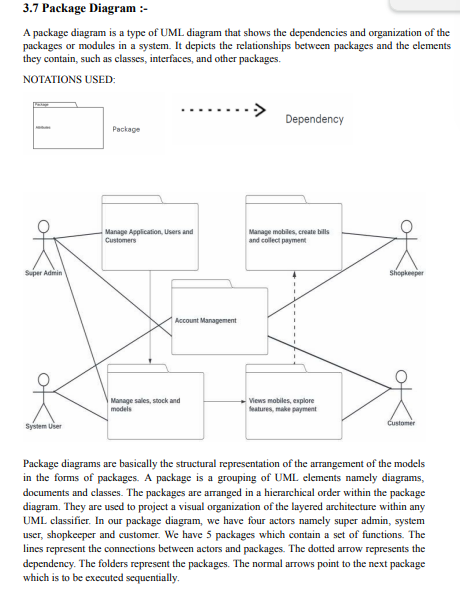 3.7 Package Diagram :-
A package diagram is a type of UML diagram that shows the dependencies and organization of the
packages or modules in a system. It depicts the relationships between packages and the elements
they contain, such as classes, interfaces, and other packages.
NOTATIONS USED:
Package
Attributes
Package
Dependency
Manage Application, Users and
Customers
Manage mobiles, create bills
and collect payment
Super Admin
Shopkeeper
Account Management
Manage sales, stock and
models
Views mobiles, explore
features, make payment
System User
Customer
Package diagrams are basically the structural representation of the arrangement of the models
in the forms of packages. A package is a grouping of UML elements namely diagrams,
documents and classes. The packages are arranged in a hierarchical order within the package
diagram. They are used to project a visual organization of the layered architecture within any
UML classifier. In our package diagram, we have four actors namely super admin, system
user, shopkeeper and customer. We have 5 packages which contain a set of functions. The
lines represent the connections between actors and packages. The dotted arrow represents the
dependency. The folders represent the packages. The normal arrows point to the next package
which is to be executed sequentially.